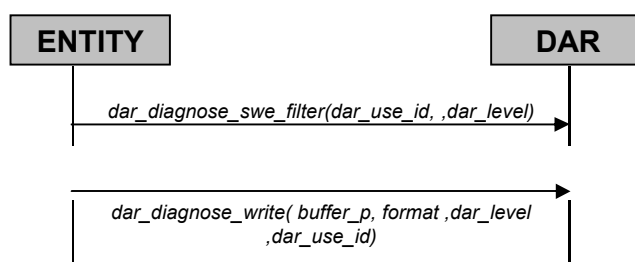 ENTITY DAR
dar_diagnose_swe_filter(dar_use_id, ,dar_level)
dar_diagnose_write( buffer_p, format ,dar_level
,dar_use_id)